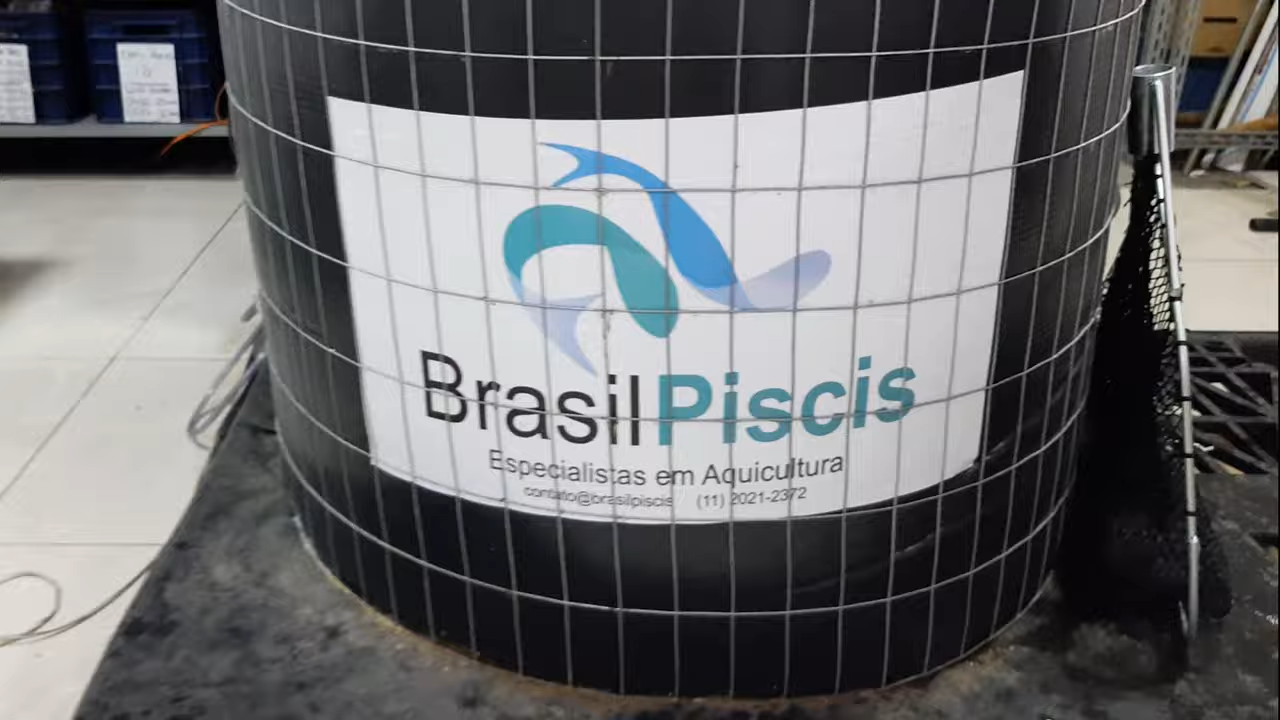 BrasilPiscis
Especialistas em Aquicultura
contato@brasilpiscis (11) 2021-2372